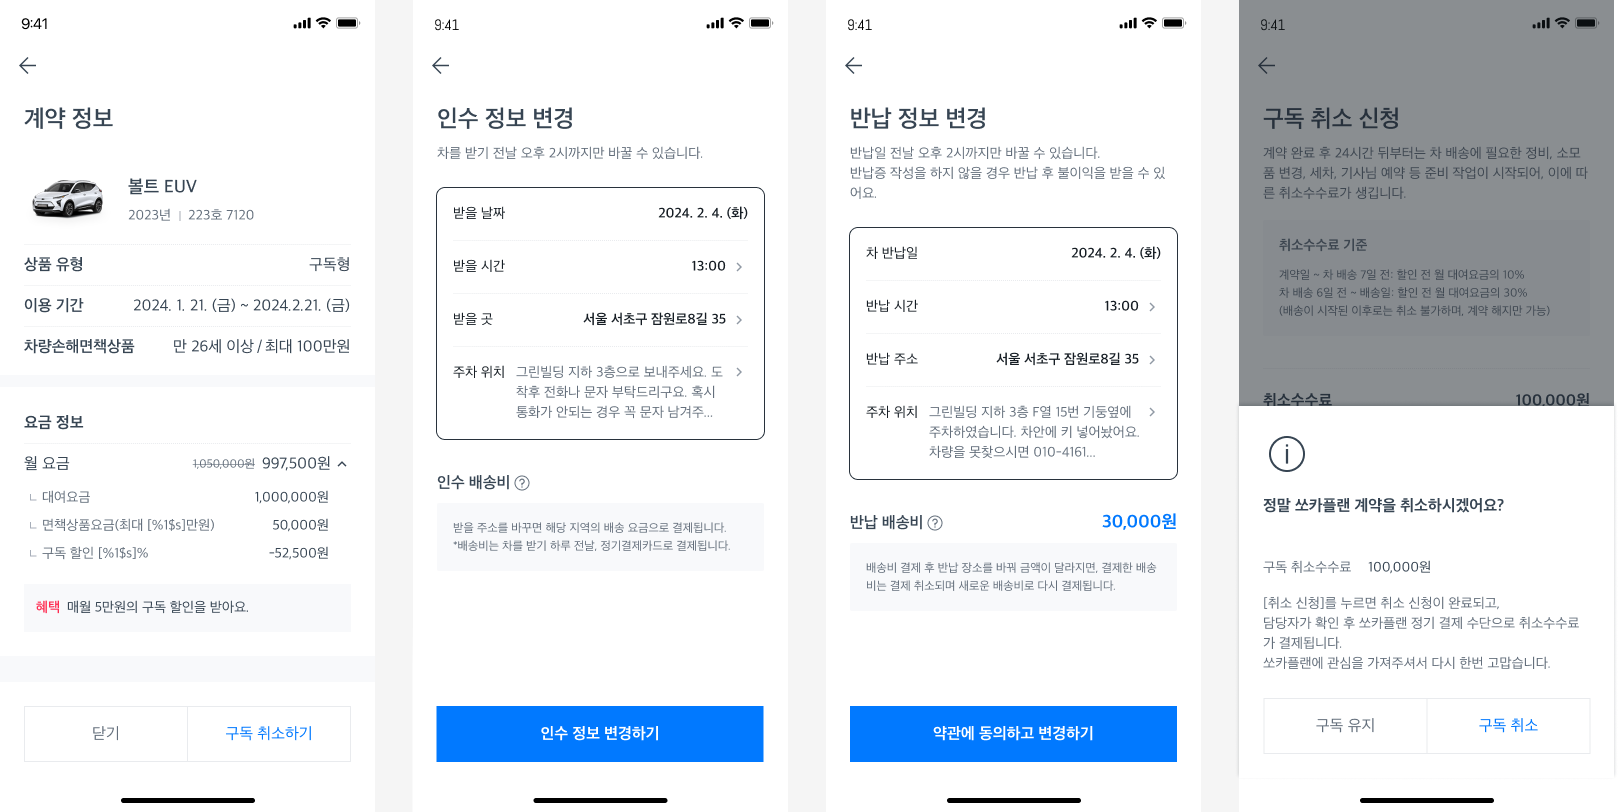 9:41
계약 정보
볼트 EUV
2023년 | 223호 7120
상품 유형 구독형
이용 기간 2024. 1. 21. (금) ~ 2024.2.21. (금)
차량손해면책상품 만 26세 이상 / 최대 100만원
요금 정보
월 요금 1,050,000원 997,500원
대여요금 1,000,000원
면책상품요금(최대 [%1$s]만원) 50,000원
구독 할인 [%1$s]% -52,500원
혜택 매월 5만원의 구독 할인을 받아요.
닫기 구독 취소하기
9:41
인수 정보 변경
차를 받기 전날 오후 2시까지만 바꿀 수 있습니다.
받을 날짜 2024. 2. 4. (화)
받을 시간 13:00
받을 곳 서울 서초구 잠원로8길 35
주차 위치 그린빌딩 지하 3층으로 보내주세요. 도
착후 전화나 문자 부탁드리구요. 혹시
통화가 안되는 경우 꼭 문자 남겨주...
인수 배송비 ?
받을 주소를 바꾸면 해당 지역의 배송 요금으로 결제됩니다.
*배송비는 차를 받기 하루 전날, 정기결제카드로 결제됩니다.
인수 정보 변경하기
9:41
반납 정보 변경
반납일 전날 오후 2시까지만 바꿀 수 있습니다.
반납증 작성을 하지 않을 경우 반납 후 불이익을 받을 수 있
어요.
차 반납일 2024. 2. 4. (화)
반납 시간 13:00
반납 주소 서울 서초구 잠원로8길 35
주차 위치 그린빌딩 지하 3층 F열 15번 기둥옆에
주차하였습니다. 차안에 키 넣어놨어요.
차량을 못찾으시면 010-4161...
반납 배송비 ? 30,000원
배송비 결제 후 반납 장소를 바꿔 금액이 달라지면, 결제한 배송
비는 결제 취소되며 새로운 배송비로 다시 결제됩니다.
약관에 동의하고 변경하기
9:41
구독 취소 신청
계약 완료 후 24시간 뒤부터는 차 배송에 필요한 정비, 소모
품 변경, 세차, 기사님 예약 등 준비 작업이 시작되어, 이에 따
른 취소수수료가 생깁니다.
취소수수료 기준
계약일 ~ 차 배송 7일 전: 할인 전 월 대여요금의 10%
차 배송 6일 전 ~ 배송일: 할인 전 월 대여요금의 30%
(배송이 시작된 이후로는 취소 불가하며, 계약 해지만 가능)
취소수수료 100,000원
정말 쏘카플랜 계약을 취소하시겠어요?
구독 취소수수료 100,000원
[취소 신청]를 누르면 취소 신청이 완료되고,
담당자가 확인 후 쏘카플랜 정기 결제 수단으로 취소수수료
가 결제됩니다.
쏘카플랜에 관심을 가져주셔서 다시 한번 고맙습니다.
구독 유지 구독 취소